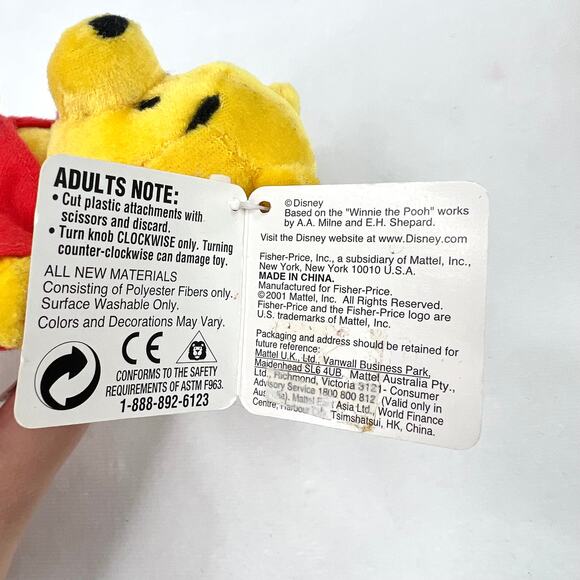 ADULTS NOTE:
• Cut plastic attachments with
scissors and discard.
• Turn knob CLOCKWISE only. Turning
counter-clockwise can damage toy.
ALL NEW MATERIALS
Consisting of Polyester Fibers only.
Surface Washable Only.
Colors and Decorations May Vary.
CE
CONFORMS TO THE SAFETY
REQUIREMENTS OF ASTM F963.
1-888-892-6123
©Disney
Based on the "Winnie the Pooh" works
by A.A. Milne and E.H. Shepard.
Visit the Disney website at www.Disney.com
Fisher-Price, Inc., a subsidiary of Mattel, Inc.,
New York, New York 10010 U.S.A.
MADE IN CHINA.
Manufactured for Fisher-Price.
©2001 Mattel, Inc. All Rights Reserved.
Fisher-Price and the Fisher-Price logo are
U.S. trademarks of Mattel, Inc.
Packaging and address should be retained for
future reference:
Mattel U.K., Ltd., Vanwall Business Park,
Maidenhead SL6 4UB. Mattel Australia Pty.,
Ltd., Richmond, Victoria 3121- Consumer
Advisory Service 1800 800 812 (Valid only in
Mattel East Asia Ltd., World Finance
Centre, Harbour Tsimshatsui, HK, China.